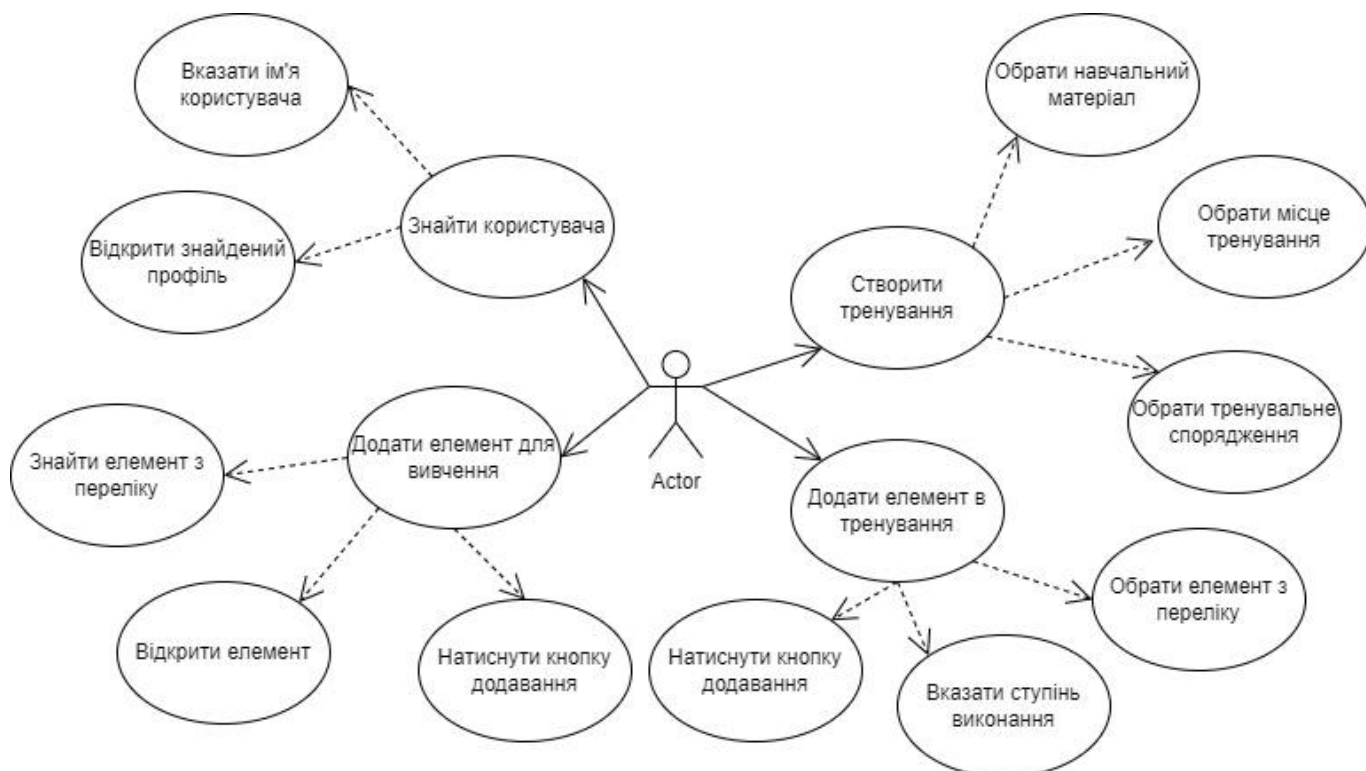 Вказати ім'я
користувача
Обрати навчальний
матеріал
Знайти користувача
Обрати місце
тренування
Відкрити знайдений
профіль
Створити
тренування
Обрати тренувальне
спорядження
Додати елемент для
вивчення
Знайти елемент з
переліку
Actor
Додати елемент в
тренування
Обрати елемент з
переліку
Відкрити елемент
Натиснути кнопку
додавання
Натиснути кнопку
додавання
Вказати ступінь
виконання